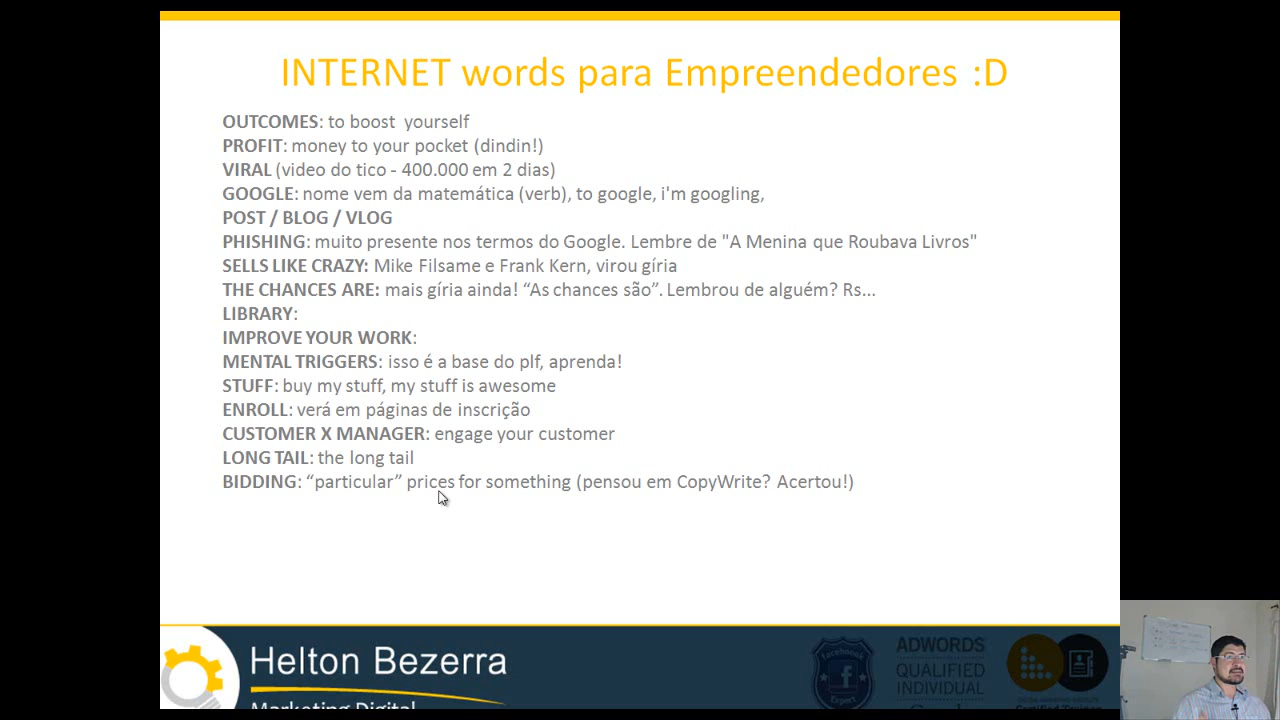 INTERNET words para Empreendedores :D
OUTCOMES: to boost yourself
PROFIT: money to your pocket (dindin!)
VIRAL (video do tico - 400.000 em 2 dias)
GOOGLE: nome vem da matemática (verb), to google, i'm googling,
POST / BLOG / VLOG
PHISHING: muito presente nos termos do Google. Lembre de "A Menina que Roubava Livros"
SELLS LIKE CRAZY: Mike Filsame e Frank Kern, virou gíria
THE CHANCES ARE: mais gíria ainda! “As chances são”. Lembrou de alguém? Rs...
LIBRARY:
IMPROVE YOUR WORK:
MENTAL TRIGGERS: isso é a base do plf, aprenda!
STUFF: buy my stuff, my stuff is awesome
ENROLL: verá em páginas de inscrição
CUSTOMER X MANAGER: engage your customer
LONG TAIL: the long tail
BIDDING: “particular” prices for something (pensou em CopyWrite? Acertou!)
Helton Bezerra
Marketing Digital
facebook
Expert
ADWORDS
QUALIFIED
INDIVIDUAL